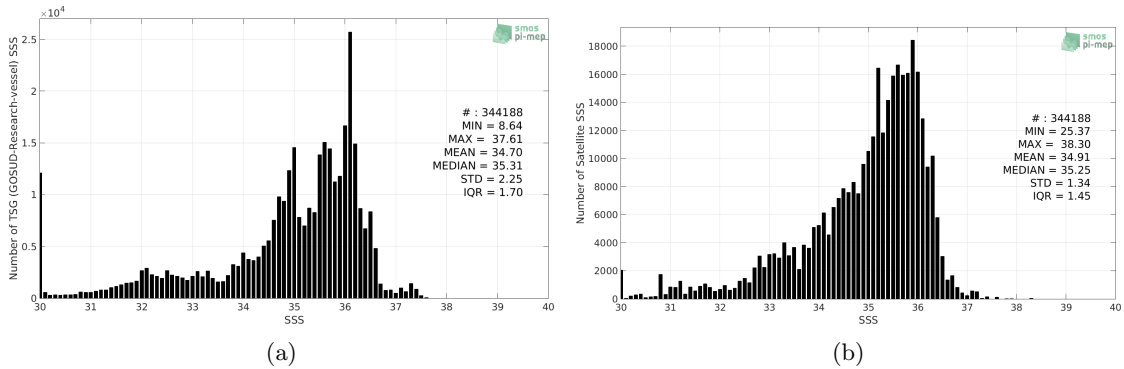 ×10⁴
smos
pi-mep
2.5
2
1.5
1
0.5
0
Number of TSG (GOSUD-Research-vessel) SSS
# : 344188
MIN = 8.64
MAX = 37.61
MEAN = 34.70
MEDIAN = 35.31
STD = 2.25
IQR = 1.70
30 31 32 33 34 35 36 37 38 39 40
SSS
(a)
smos
pi-mep
18000
16000
14000
12000
10000
8000
6000
4000
2000
0
Number of Satellite SSS
# : 344188
MIN = 25.37
MAX = 38.30
MEAN = 34.91
MEDIAN = 35.25
STD = 1.34
IQR = 1.45
30 31 32 33 34 35 36 37 38 39 40
SSS
(b)